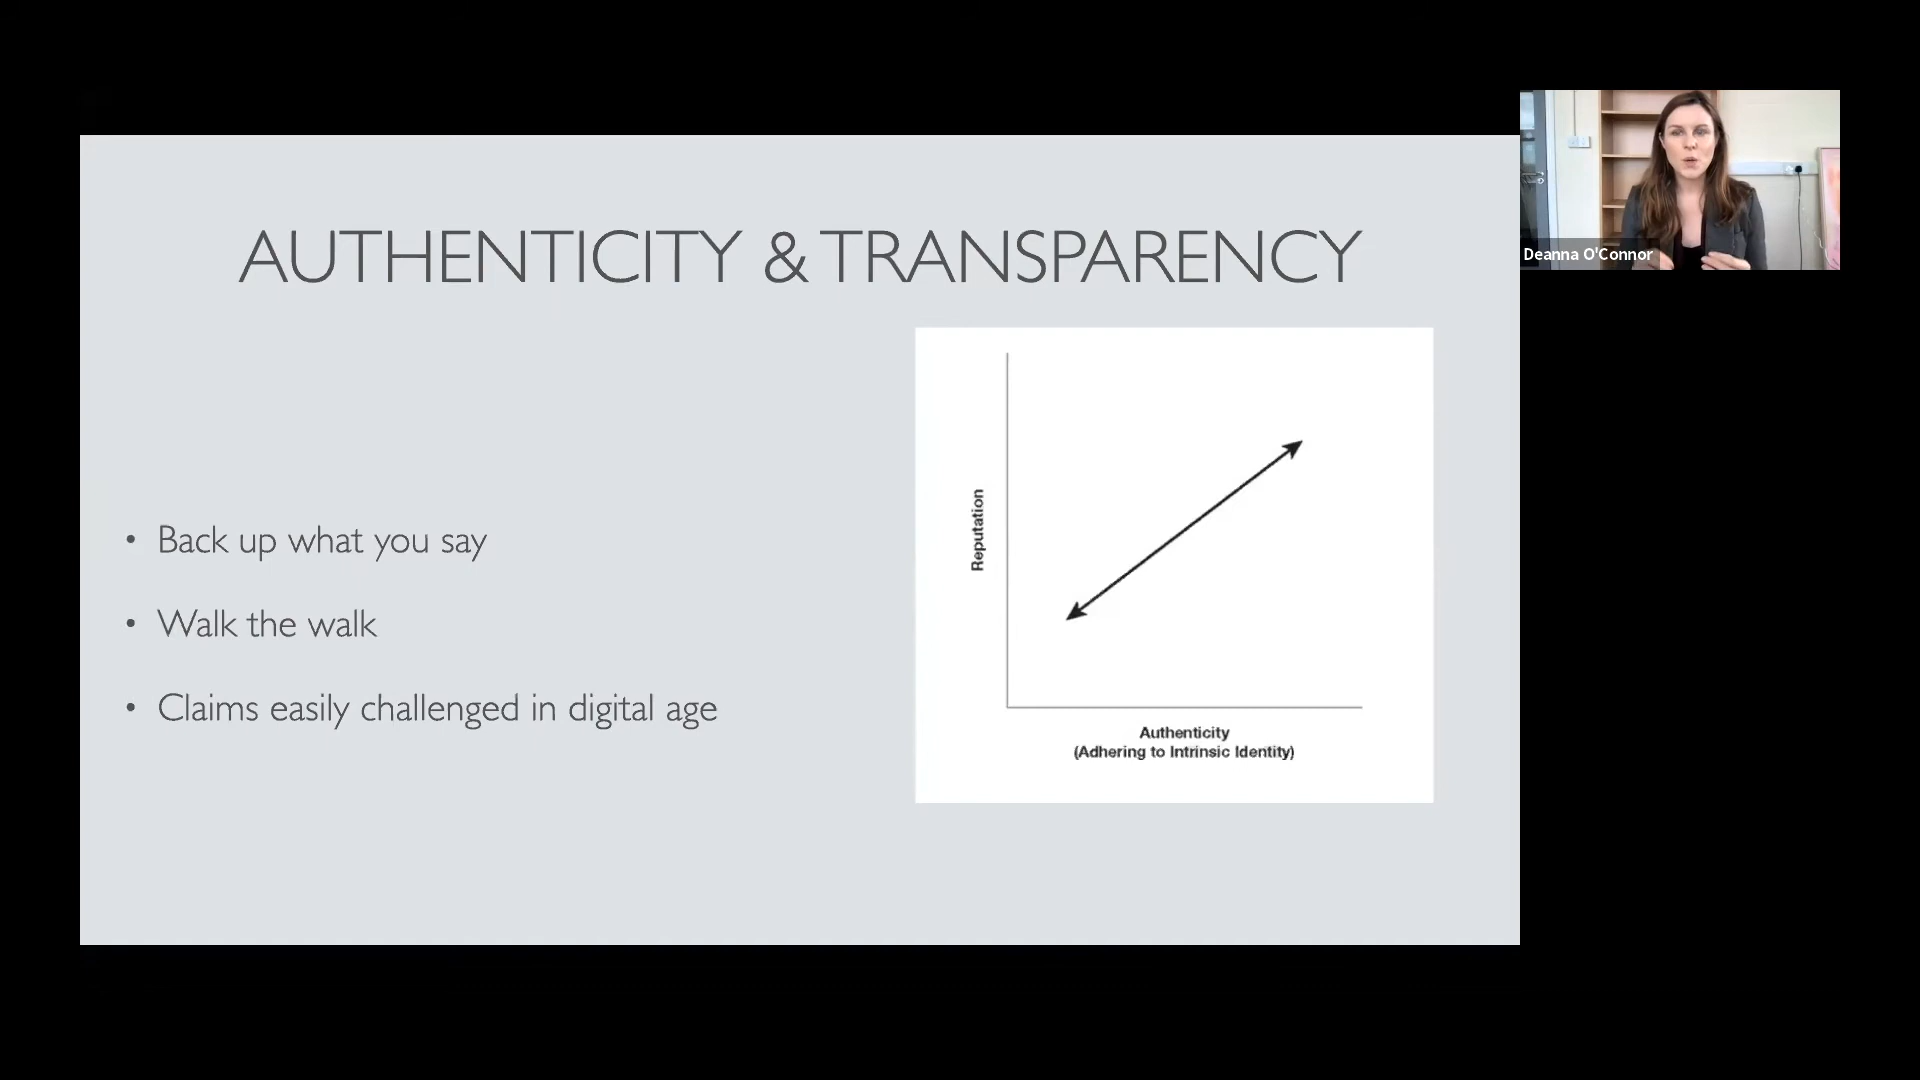 AUTHENTICITY & TRANSPARENCY
• Back up what you say
• Walk the walk
• Claims easily challenged in digital age
Reputation
Authenticity
(Adhering to Intrinsic Identity)
Deanna O'Connor